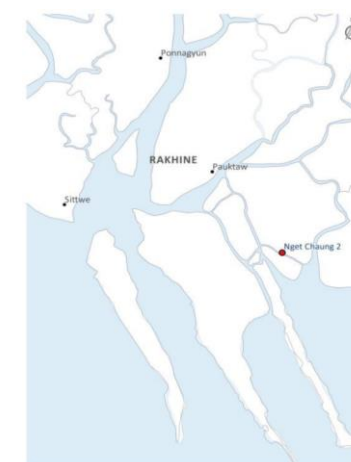 Ponnagyun
RAKHINE
Pauktaw
Sittwe
Nget Chaung 2